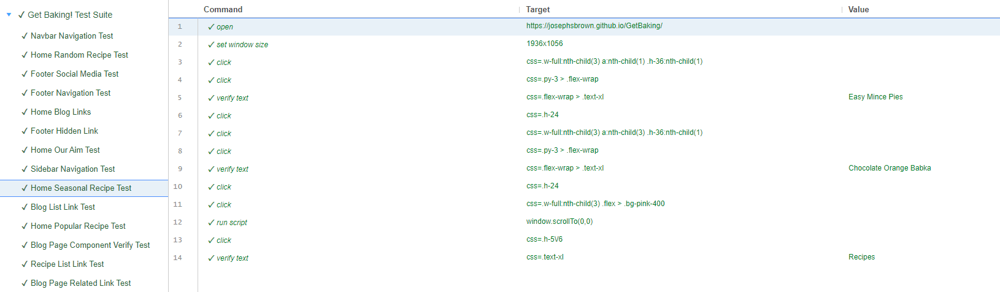 ✓ Get Baking! Test Suite
✓ Navbar Navigation Test
✓ Home Random Recipe Test
✓ Footer Social Media Test
✓ Footer Navigation Test
✓ Home Blog Links
✓ Footer Hidden Link
✓ Home Our Aim Test
✓ Sidebar Navigation Test
✓ Home Seasonal Recipe Test
✓ Blog List Link Test
✓ Home Popular Recipe Test
✓ Blog Page Component Verify Test
✓ Recipe List Link Test
✓ Blog Page Related Link Test
Command Target Value
1 ✓ open https://josephsbrown.github.io/GetBaking/
2 ✓ set window size 1936x1056
3 ✓ click css=.w-full:nth-child(3) a:nth-child(1) .h-36:nth-child(1)
4 ✓ click css=.py-3 > .flex-wrap
5 ✓ verify text css=.flex-wrap > .text-xl Easy Mince Pies
6 ✓ click css=.h-24
7 ✓ click css=.w-full:nth-child(3) a:nth-child(3) .h-36:nth-child(1)
8 ✓ click css=.py-3 > .flex-wrap
9 ✓ verify text css=.flex-wrap > .text-xl Chocolate Orange Babka
10 ✓ click css=.h-24
11 ✓ click css=.w-full:nth-child(3) .flex > .bg-pink-400
12 ✓ run script window.scrollTo(0,0)
13 ✓ click css=.h-5\/6
14 ✓ verify text css=.text-xl Recipes